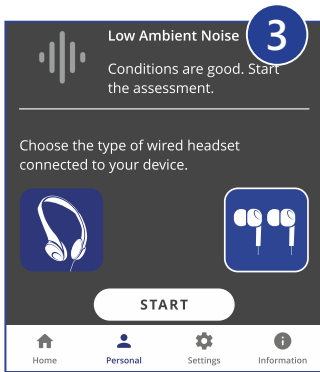 3
Low Ambient Noise
Conditions are good. Start
the assessment.
Choose the type of wired headset
connected to your device.
START
Home Personal Settings Information